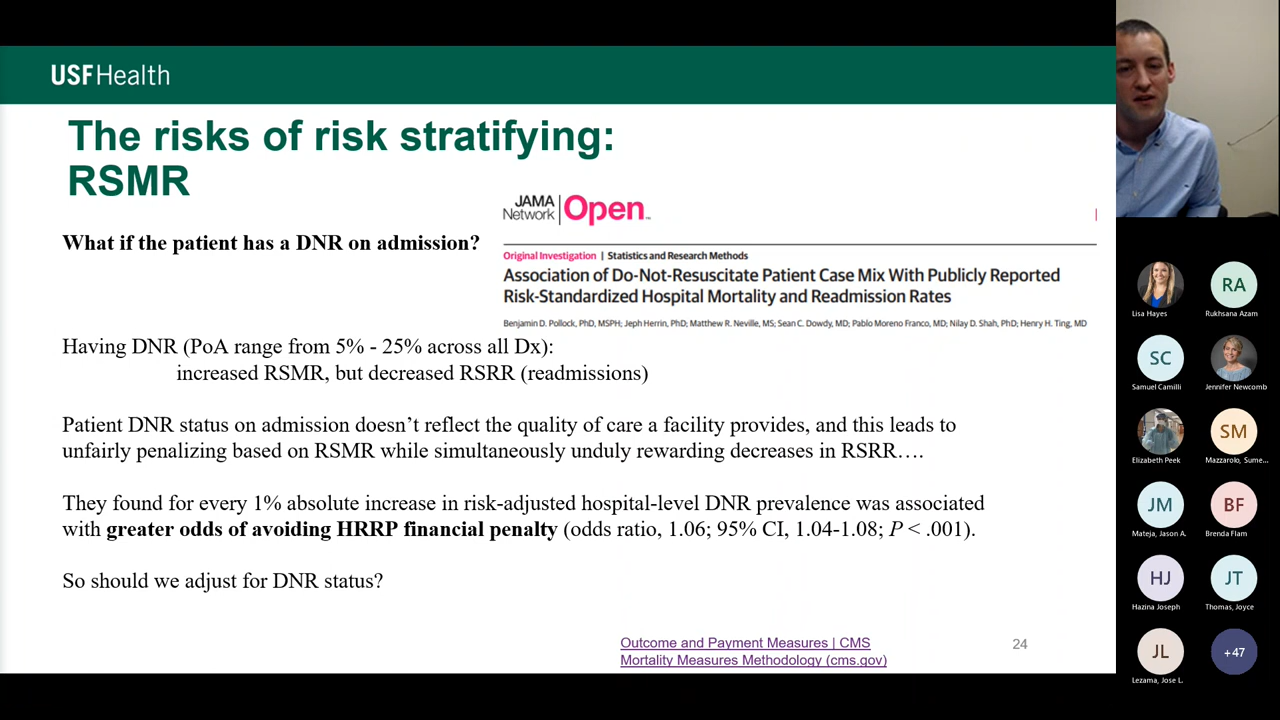 USF Health
The risks of risk stratifying:
RSMR
JAMA
Network
Open™
What if the patient has a DNR on admission?
Original Investigation | Statistics and Research Methods
Association of Do-Not-Resuscitate Patient Case Mix With Publicly Reported
Risk-Standardized Hospital Mortality and Readmission Rates
Benjamin D. Pollock, PhD, MSPH; Jeph Herrin, PhD; Matthew R. Neville, MS; Sean C. Dowdy, MD; Pablo Moreno Franco, MD; Nilay D. Shah, PhD; Henry H. Ting, MD
Having DNR (PoA range from 5% - 25% across all Dx):
increased RSMR, but decreased RSRR (readmissions)
Patient DNR status on admission doesn’t reflect the quality of care a facility provides, and this leads to
unfairly penalizing based on RSMR while simultaneously unduly rewarding decreases in RSRR….
They found for every 1% absolute increase in risk-adjusted hospital-level DNR prevalence was associated
with greater odds of avoiding HRRP financial penalty (odds ratio, 1.06; 95% CI, 1.04-1.08; P < .001).
So should we adjust for DNR status?
Outcome and Payment Measures | CMS
Mortality Measures Methodology (cms.gov)
24
Lisa Hayes
RA
Rukhsana Azam
SC
Samuel Camilli
Jennifer Newcomb
Elizabeth Peek
SM
Mazzarolo, Sume...
JM
Mateja, Jason A.
BF
Brenda Flam
HJ
Hazina Joseph
JT
Thomas, Joyce
JL
Lezama, Jose L.
+47